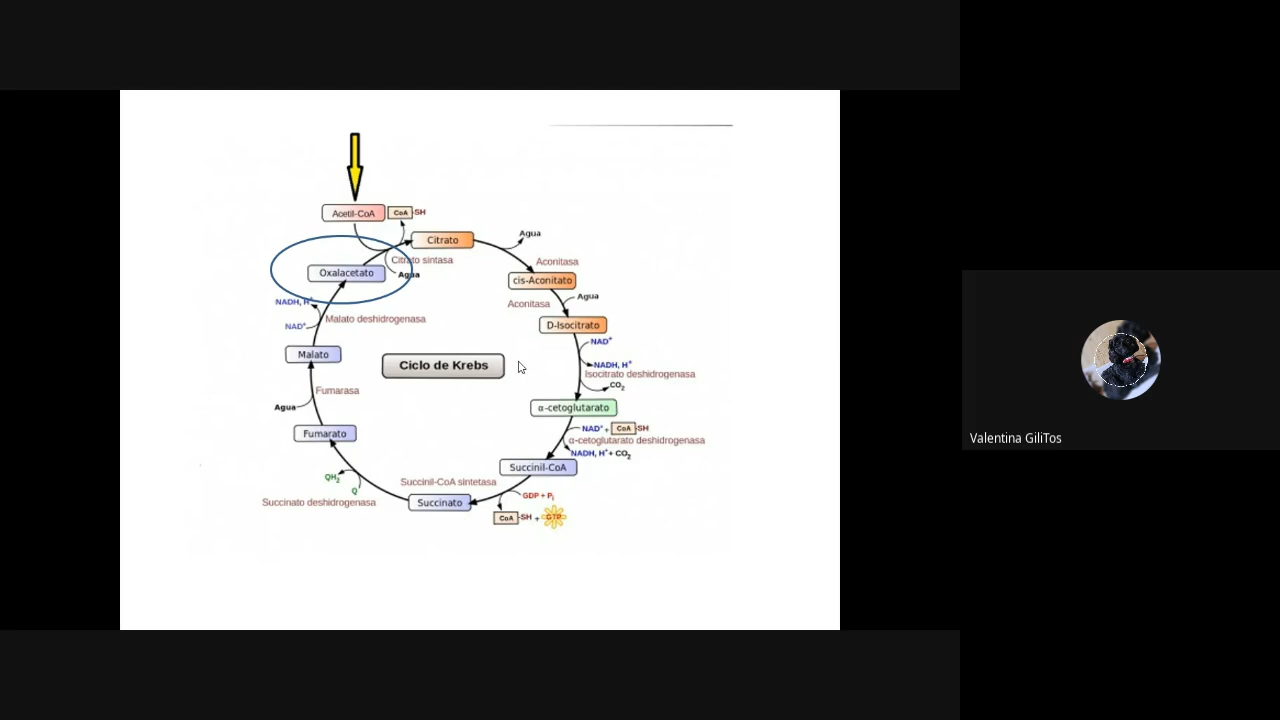 Acetil-CoA CoA-SH
Citrato
Agua
Citrato sintasa
Aconitasa
Oxalacetato
Agua
cis-Aconitato
Aconitasa
Agua
NADH, H+
Malato deshidrogenasa
NAD+
D-Isocitrato
NAD+
Malato
Ciclo de Krebs
NADH, H+
Isocitrato deshidrogenasa
CO2
Fumarasa
Agua
α-cetoglutarato
Fumarato
NAD+ + CoA-SH
α-cetoglutarato deshidrogenasa
NADH, H+ + CO2
Valentina GiliTos
Succinil-CoA
QH2
Q
Succinil-CoA sintetasa
Succinato deshidrogenasa
Succinato
GDP + Pi
CoA-SH + GTP